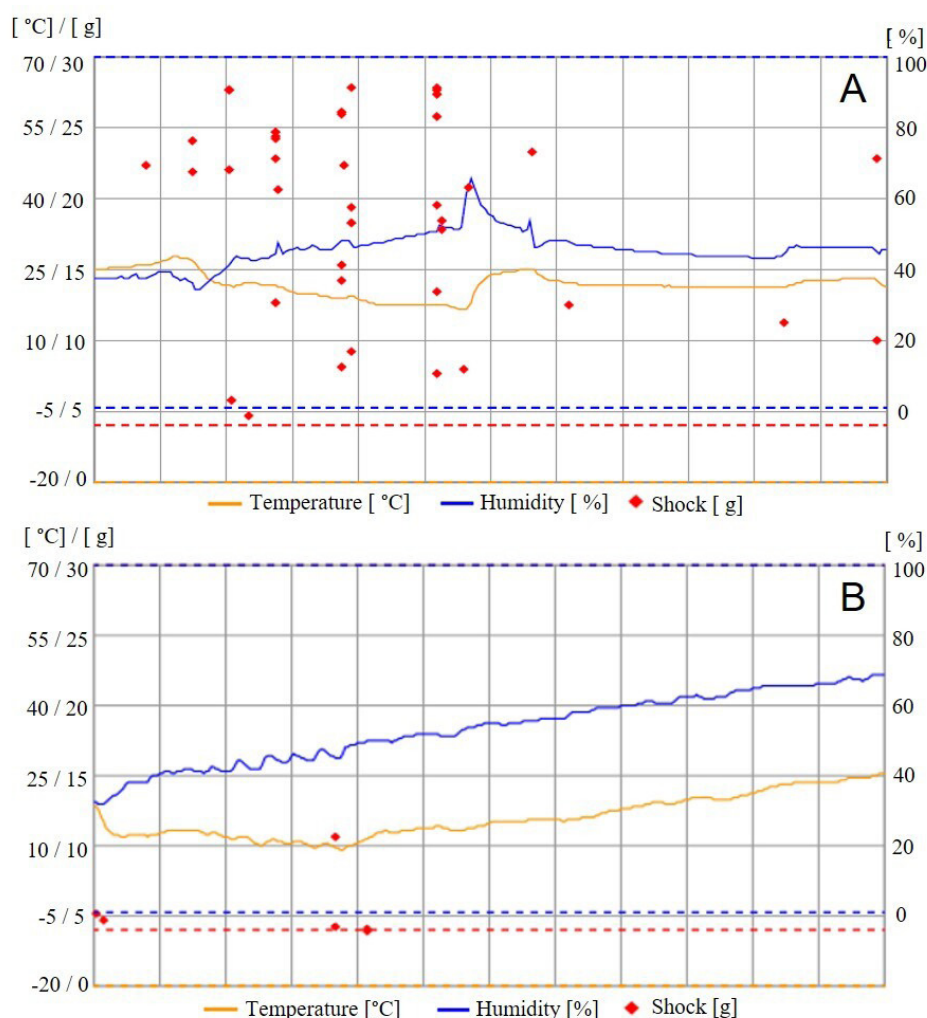 [ °C] / [ g]
[ %]
70 / 30
100
A
55 / 25
80
40 / 20
60
25 / 15
40
10 / 10
20
-5 / 5
0
-20 / 0
Temperature [ °C]
Humidity [ %]
Shock [ g]
[ °C] / [ g]
[ %]
70 / 30
100
B
55 / 25
80
40 / 20
60
25 / 15
40
10 / 10
20
-5 / 5
0
-20 / 0
Temperature [°C]
Humidity [%]
Shock [g]